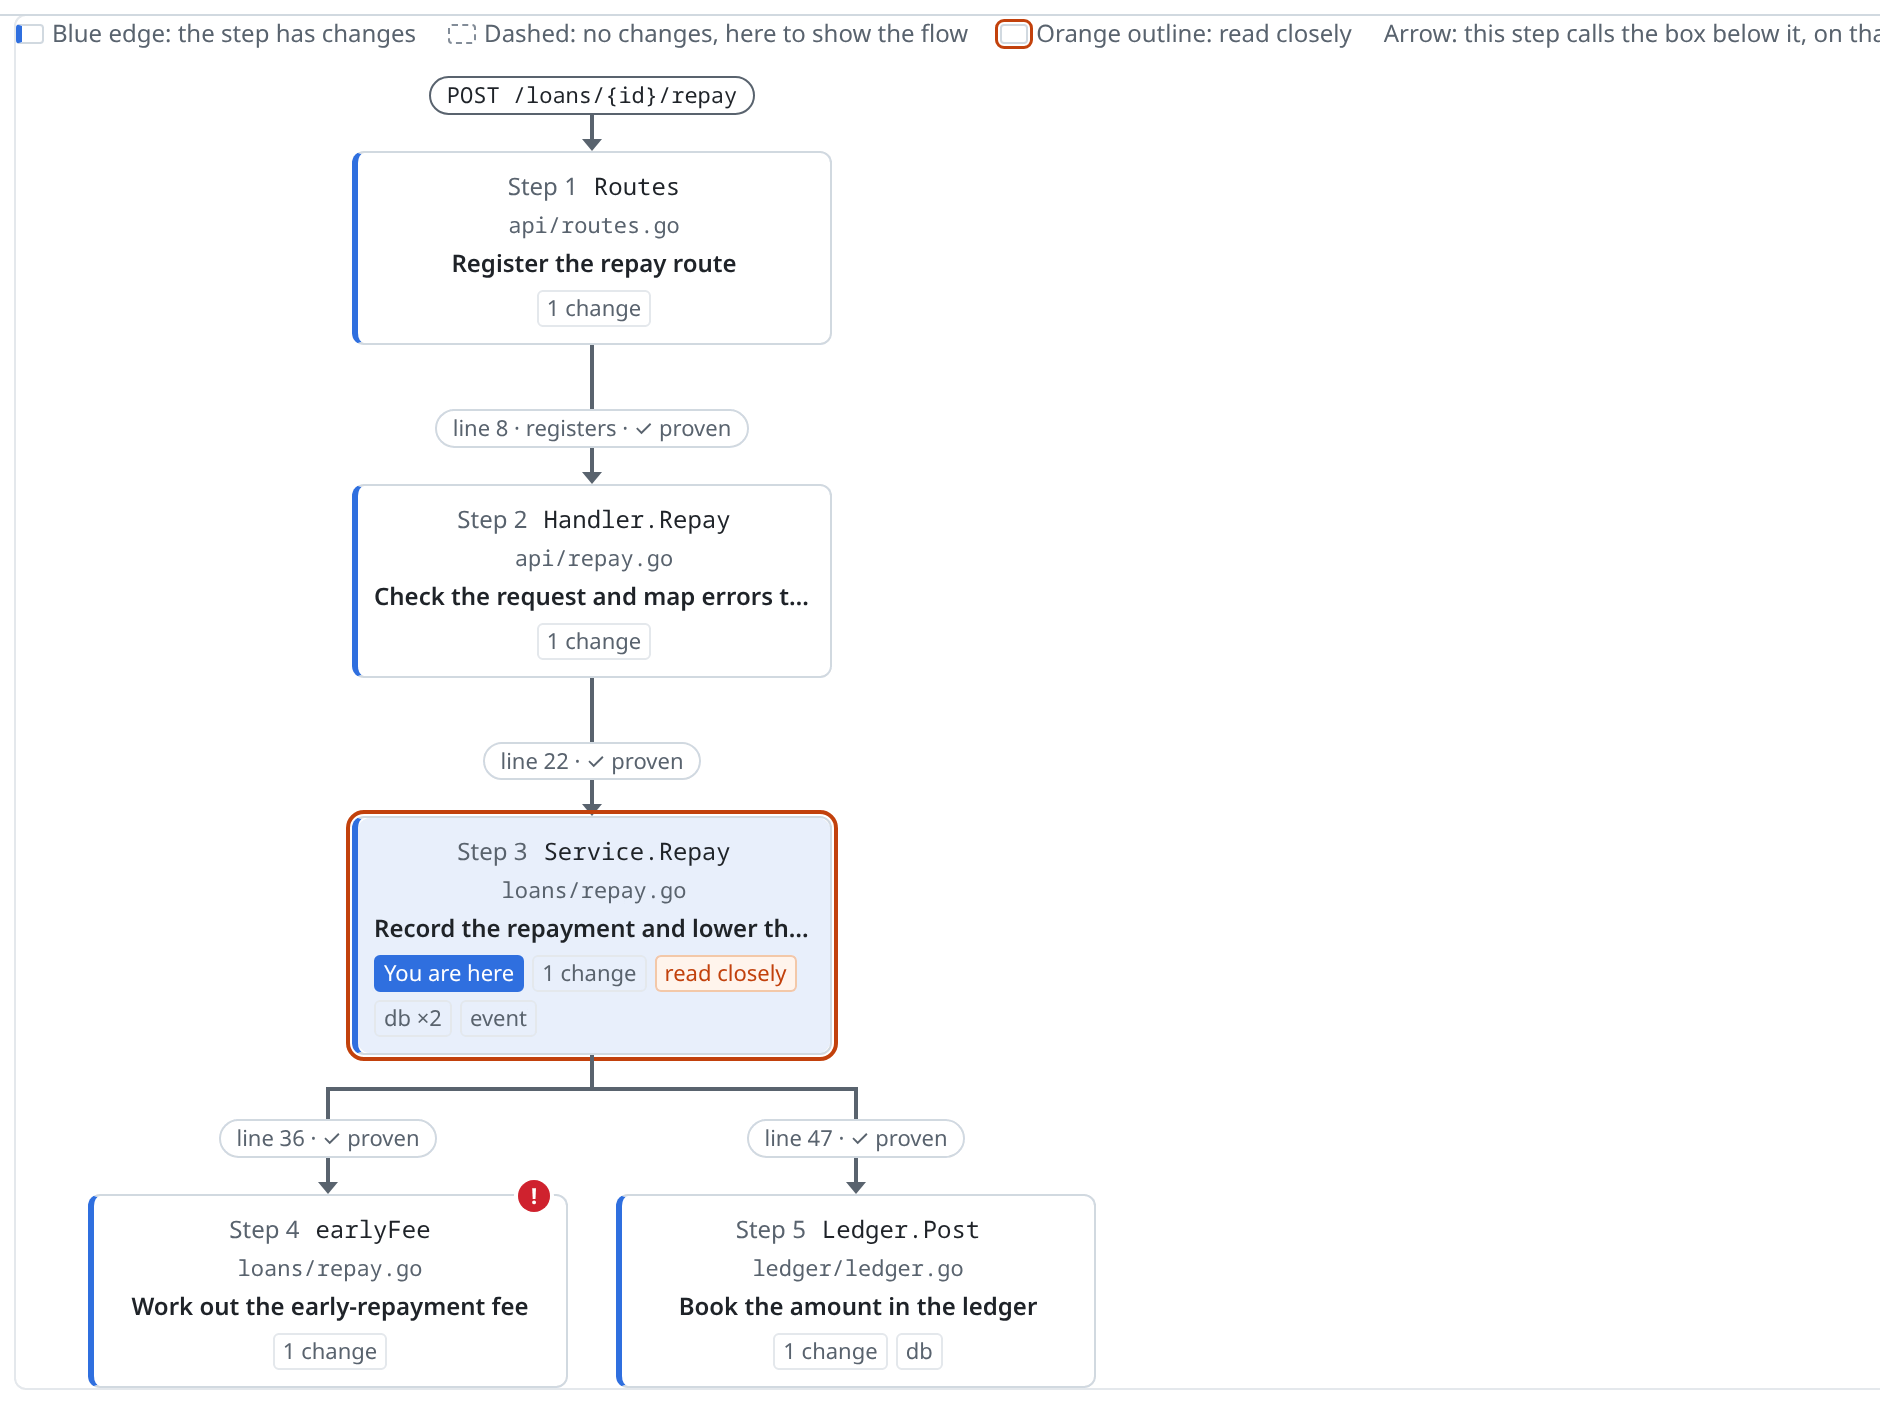 Blue edge: the step has changes Dashed: no changes, here to show the flow Orange outline: read closely Arrow: this step calls the box below it, on tha
POST /loans/{id}/repay
Step 1 Routes
api/routes.go
Register the repay route
1 change
line 8 · registers · ✓ proven
Step 2 Handler.Repay
api/repay.go
Check the request and map errors t...
1 change
line 22 · ✓ proven
Step 3 Service.Repay
loans/repay.go
Record the repayment and lower th...
You are here 1 change read closely
db ×2 event
line 36 · ✓ proven line 47 · ✓ proven
!
Step 4 earlyFee
loans/repay.go
Work out the early-repayment fee
1 change
Step 5 Ledger.Post
ledger/ledger.go
Book the amount in the ledger
1 change db